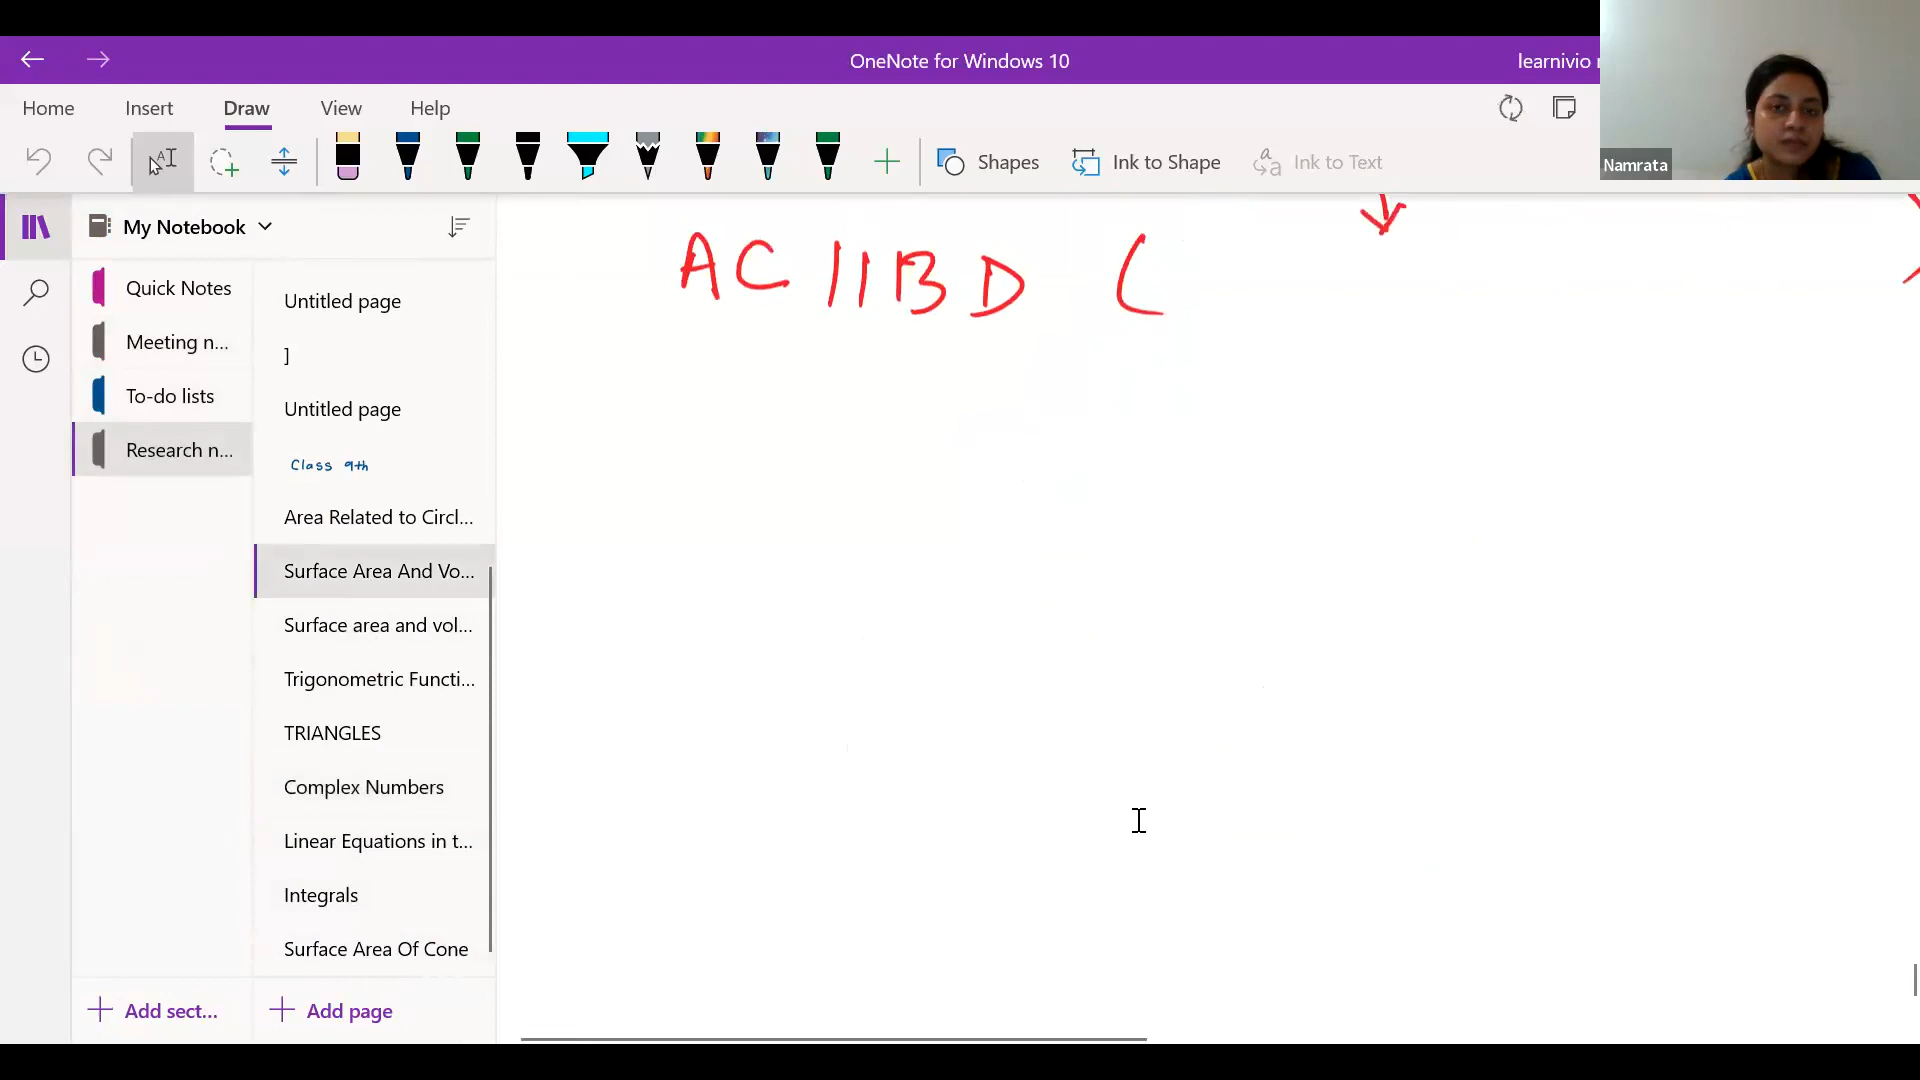 OneNote for Windows 10
learnivio
Home Insert Draw View Help
Shapes Ink to Shape Ink to Text
Namrata
My Notebook
Quick Notes
Meeting n...
To-do lists
Research n...
Untitled page
]
Untitled page
Class 9th
Area Related to Circl...
Surface Area And Vo...
Surface area and vol...
Trigonometric Functi...
TRIANGLES
Complex Numbers
Linear Equations in t...
Integrals
Surface Area Of Cone
Add sect...
Add page
AC || BD (